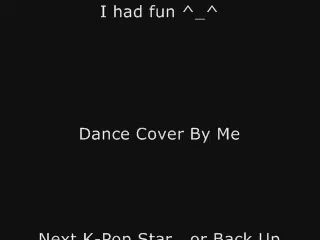 I had fun ^_^
Dance Cover By Me
Next K-Pop Star.. or Back Up